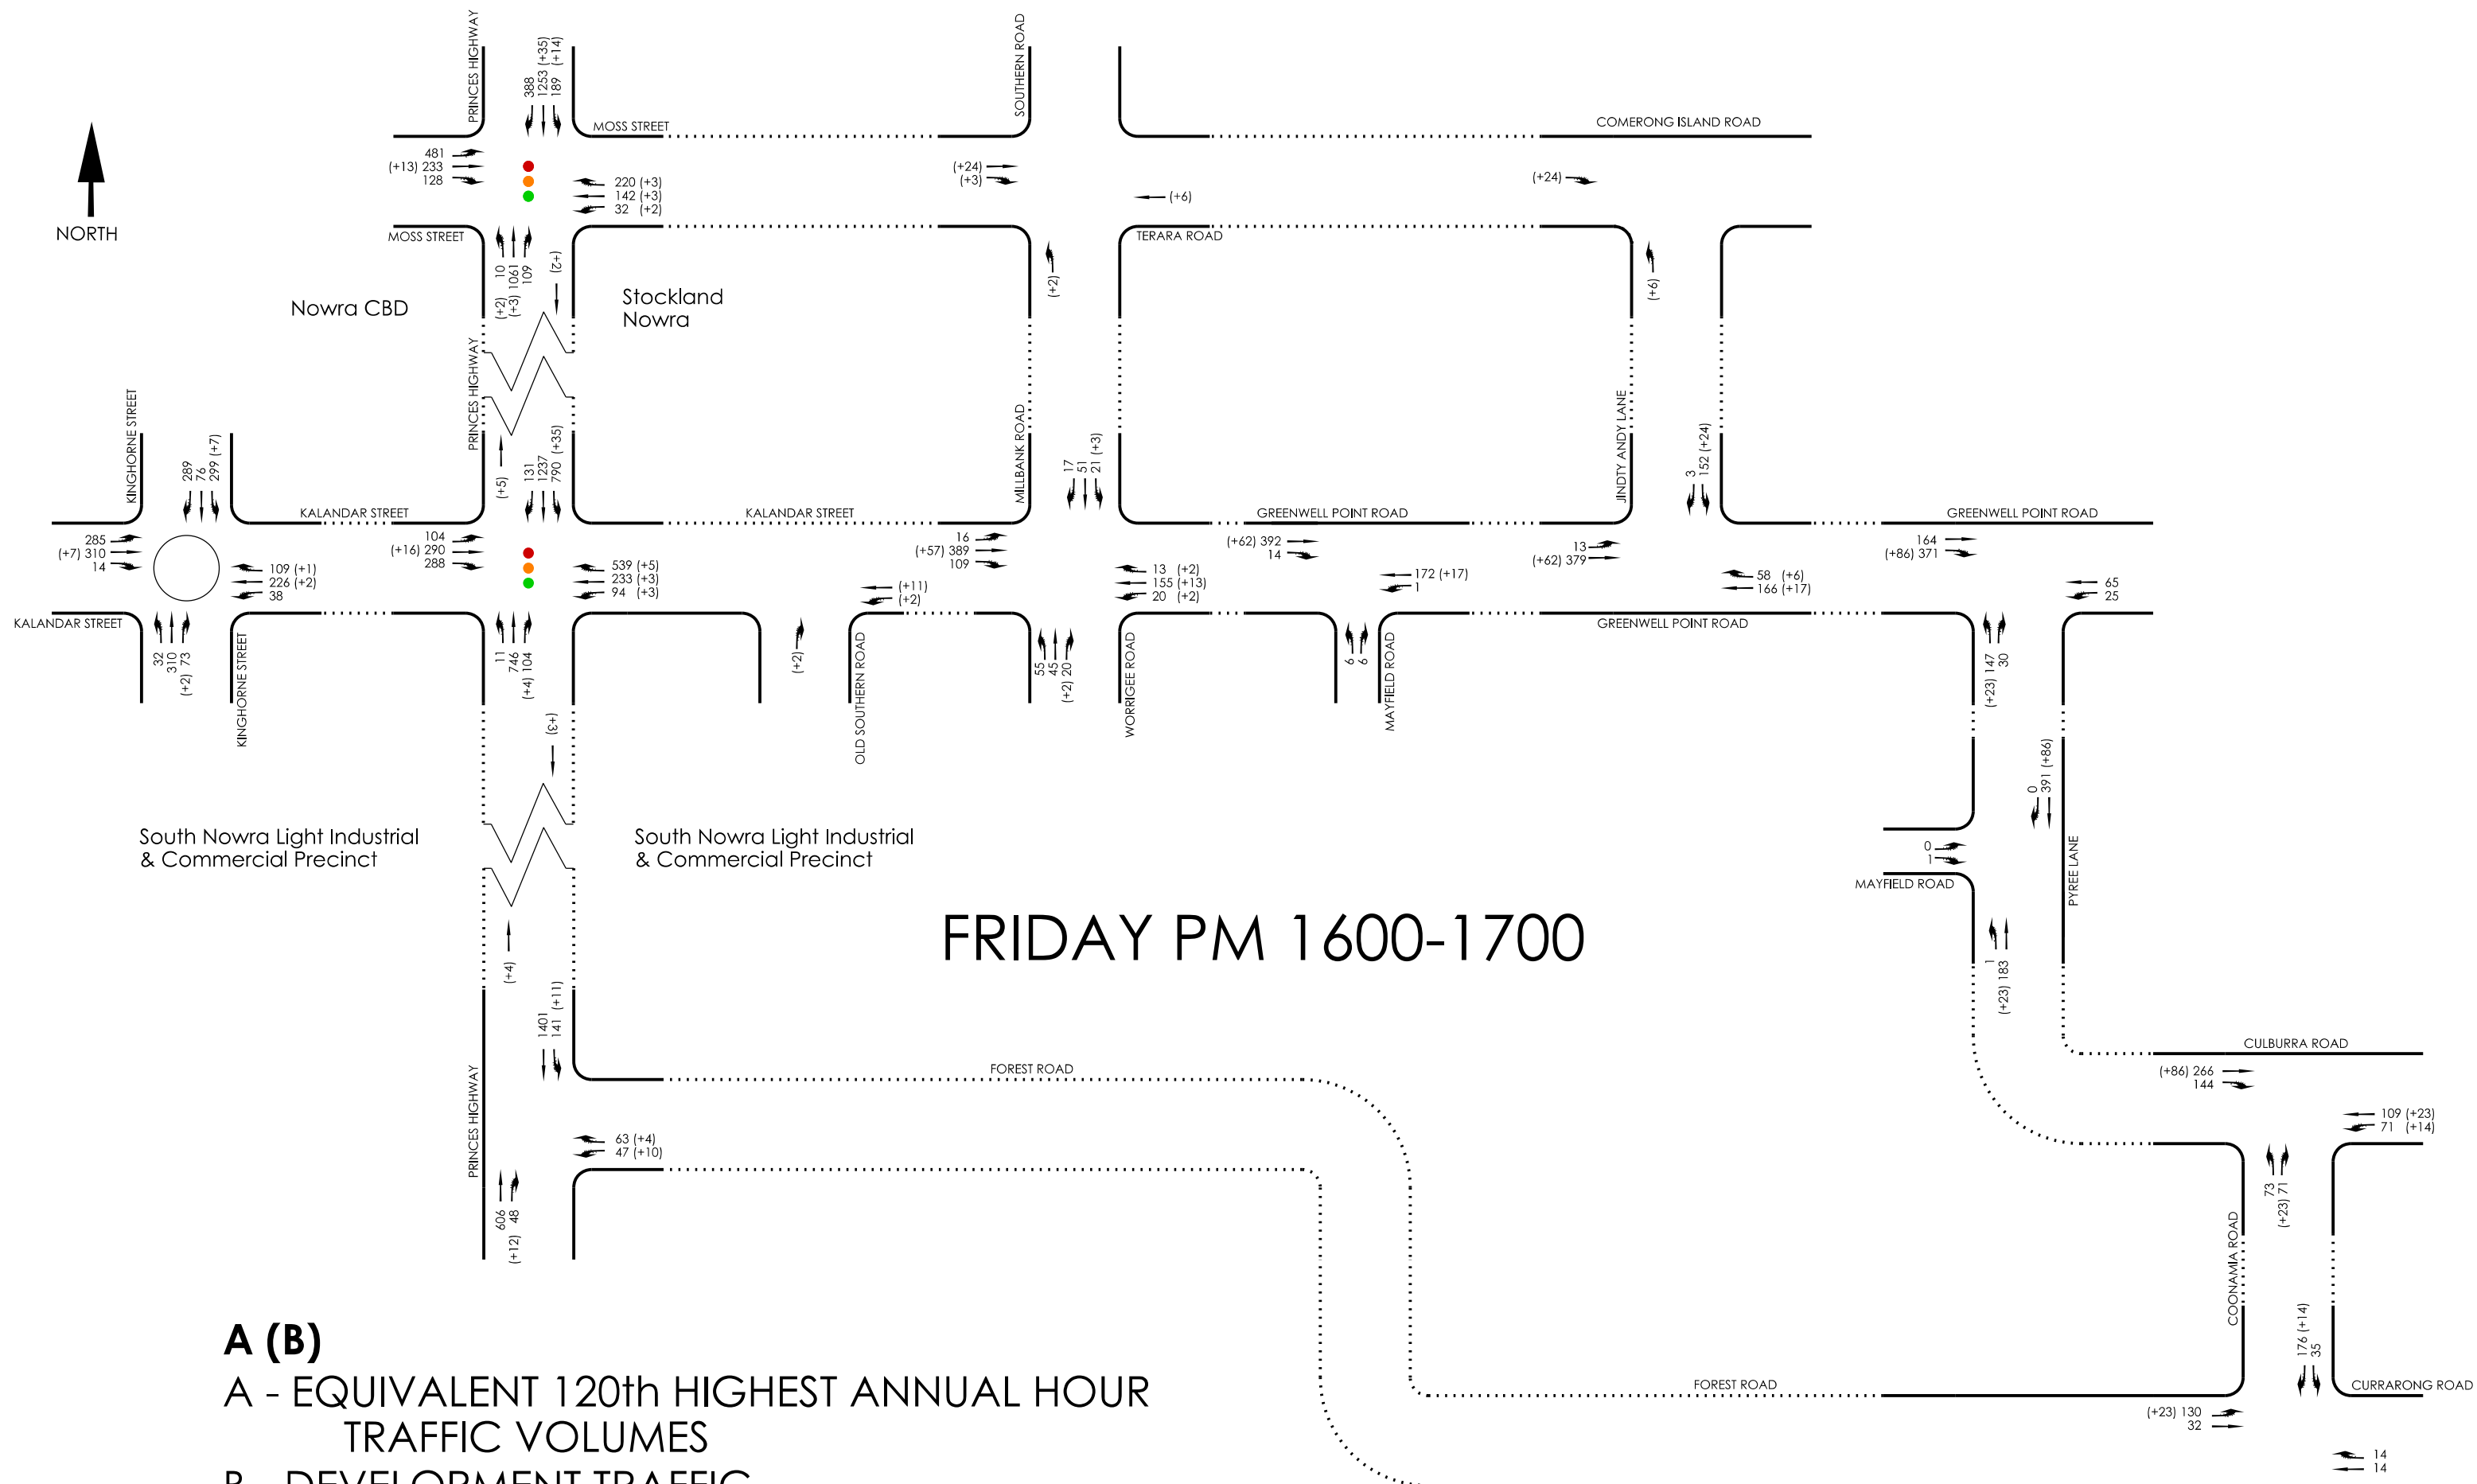 PRINCES HIGHWAY
388
1253 (+35)
189 (+14)
MOSS STREET
SOUTHERN ROAD
COMERONG ISLAND ROAD
481
(+13) 233
128
220 (+3)
142 (+3)
32 (+2)
(+24)
(+3)
(+6)
(+24)
NORTH
MOSS STREET
TERARA ROAD
(+2) 10
(+3) 1061
109
(+2)
(+2)
(+6)
Nowra CBD
Stockland
Nowra
PRINCES HIGHWAY
KINGHORNE STREET
289
76
299 (+7)
(+5)
131
1237
790 (+35)
MILLBANK ROAD
17
51
21 (+3)
JINDTY ANDY LANE
3
152 (+24)
KALANDAR STREET
KALANDAR STREET
GREENWELL POINT ROAD
GREENWELL POINT ROAD
285
(+7) 310
14
109 (+1)
226 (+2)
38
104
(+16) 290
288
539 (+5)
233 (+3)
94 (+3)
(+11)
(+2)
16
(+57) 389
109
13 (+2)
155 (+13)
20 (+2)
(+62) 392
14
172 (+17)
1
13
(+62) 379
58 (+6)
166 (+17)
164
(+86) 371
65
25
KALANDAR STREET
GREENWELL POINT ROAD
32
310
(+2) 73
KINGHORNE STREET
11
746
(+4) 104
(+3)
(+2)
OLD SOUTHERN ROAD
55
45
(+2) 20
WORRIGEE ROAD
6
6
MAYFIELD ROAD
(+23) 147
30
0
391 (+86)
South Nowra Light Industrial
& Commercial Precinct
South Nowra Light Industrial
& Commercial Precinct
0
1
MAYFIELD ROAD
PYREE LANE
FRIDAY PM 1600-1700
(+4)
1401
141 (+11)
1
(+23) 183
CULBURRA ROAD
PRINCES HIGHWAY
FOREST ROAD
(+86) 266
144
109 (+23)
71 (+14)
63 (+4)
47 (+10)
606
(+12) 48
73
(+23) 71
COONAMIA ROAD
176 (+14)
35
A (B)
A - EQUIVALENT 120th HIGHEST ANNUAL HOUR
TRAFFIC VOLUMES
B - DEVELOPMENT TRAFFIC
FOREST ROAD
CURRARONG ROAD
(+23) 130
32
14
14